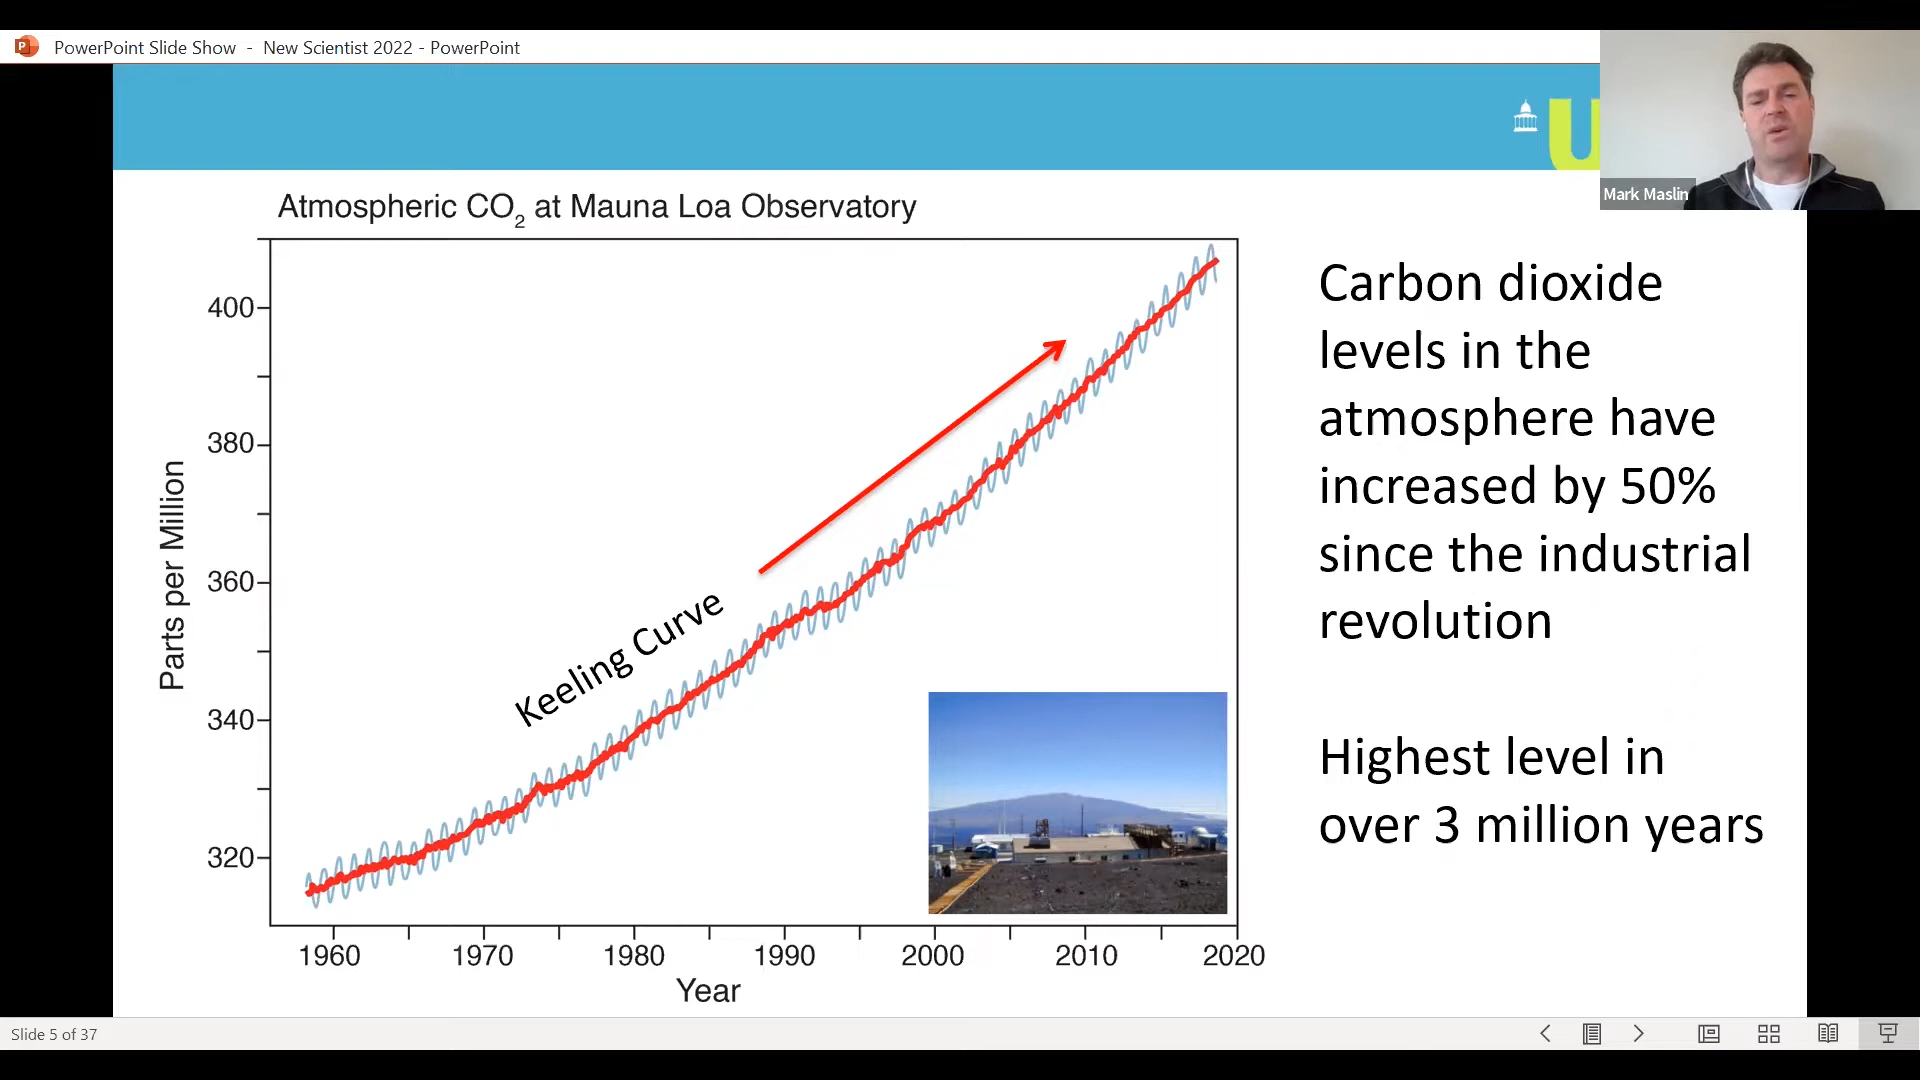 PowerPoint Slide Show - New Scientist 2022 - PowerPoint
U
Mark Maslin
Atmospheric CO₂ at Mauna Loa Observatory
400
380
360
340
320
Parts per Million
Keeling Curve
1960 1970 1980 1990 2000 2010 2020
Year
Carbon dioxide
levels in the
atmosphere have
increased by 50%
since the industrial
revolution
Highest level in
over 3 million years
Slide 5 of 37